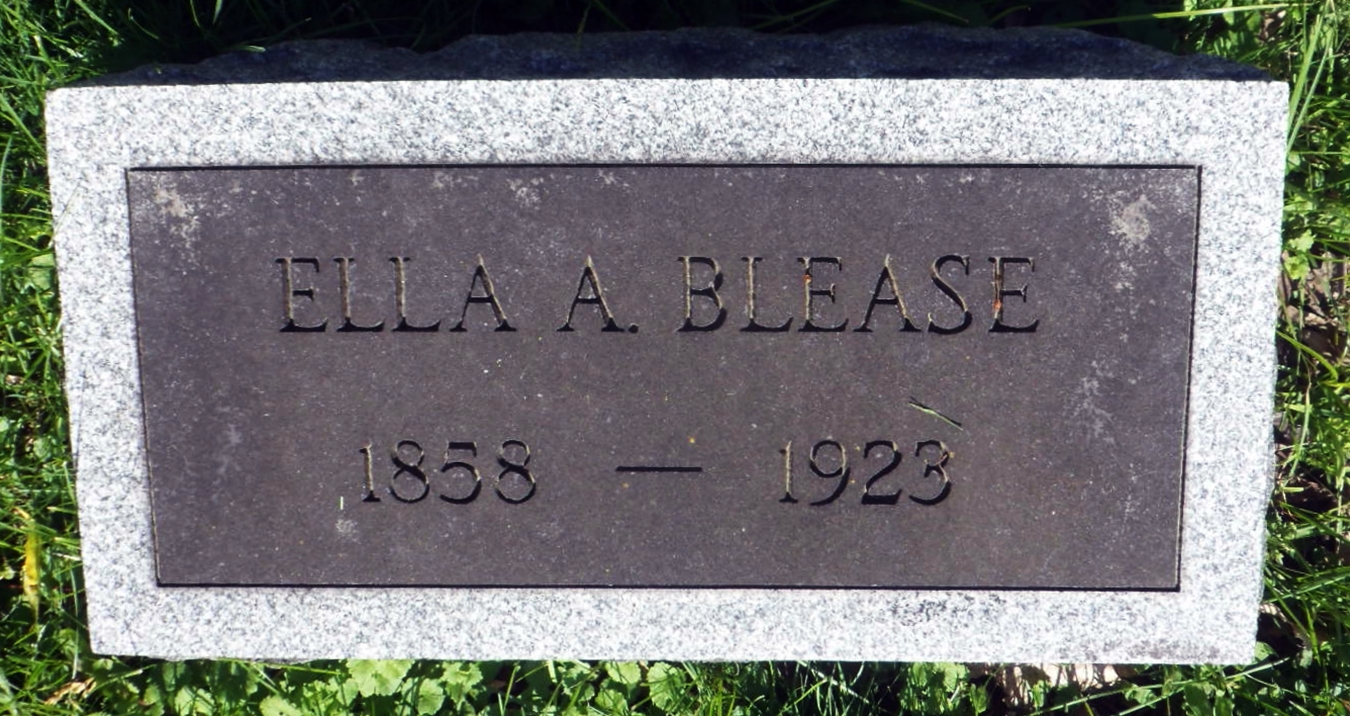 ELLA A. BLEASE
1858 — 1923